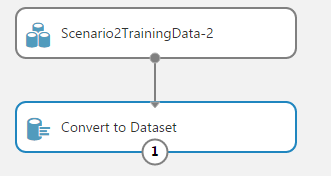 Scenario2TrainingData-2
Convert to Dataset
1